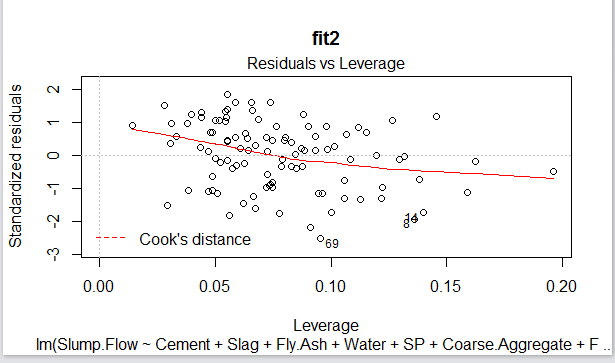 fit2
Residuals vs Leverage
Standardized residuals
2
1
0
-1
-2
-3
14
8
69
Cook's distance
0.00 0.05 0.10 0.15 0.20
Leverage
lm(Slump.Flow ~ Cement + Slag + Fly.Ash + Water + SP + Coarse.Aggregate + F ..